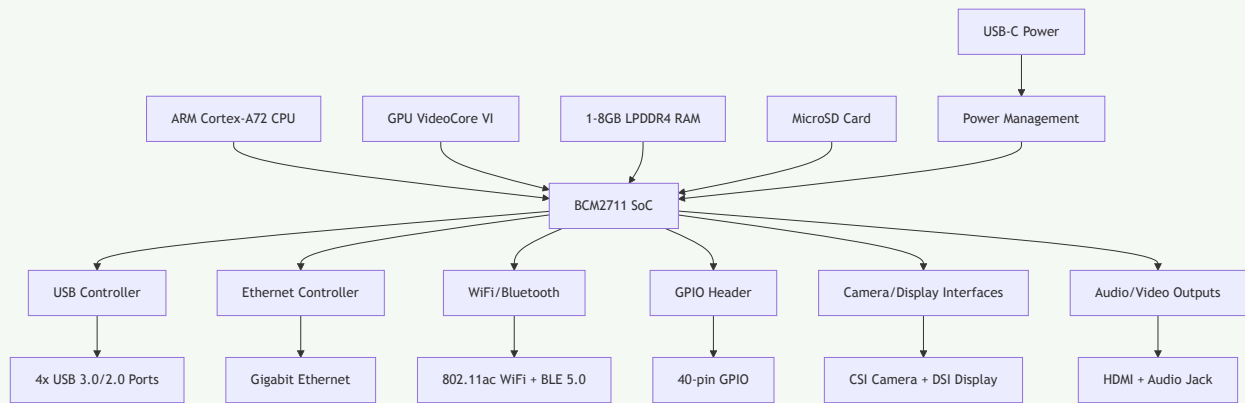 USB-C Power
ARM Cortex-A72 CPU
GPU VideoCore VI
1-8GB LPDDR4 RAM
MicroSD Card
Power Management
BCM2711 SoC
USB Controller
Ethernet Controller
WiFi/Bluetooth
GPIO Header
Camera/Display Interfaces
Audio/Video Outputs
4x USB 3.0/2.0 Ports
Gigabit Ethernet
802.11ac WiFi + BLE 5.0
40-pin GPIO
CSI Camera + DSI Display
HDMI + Audio Jack